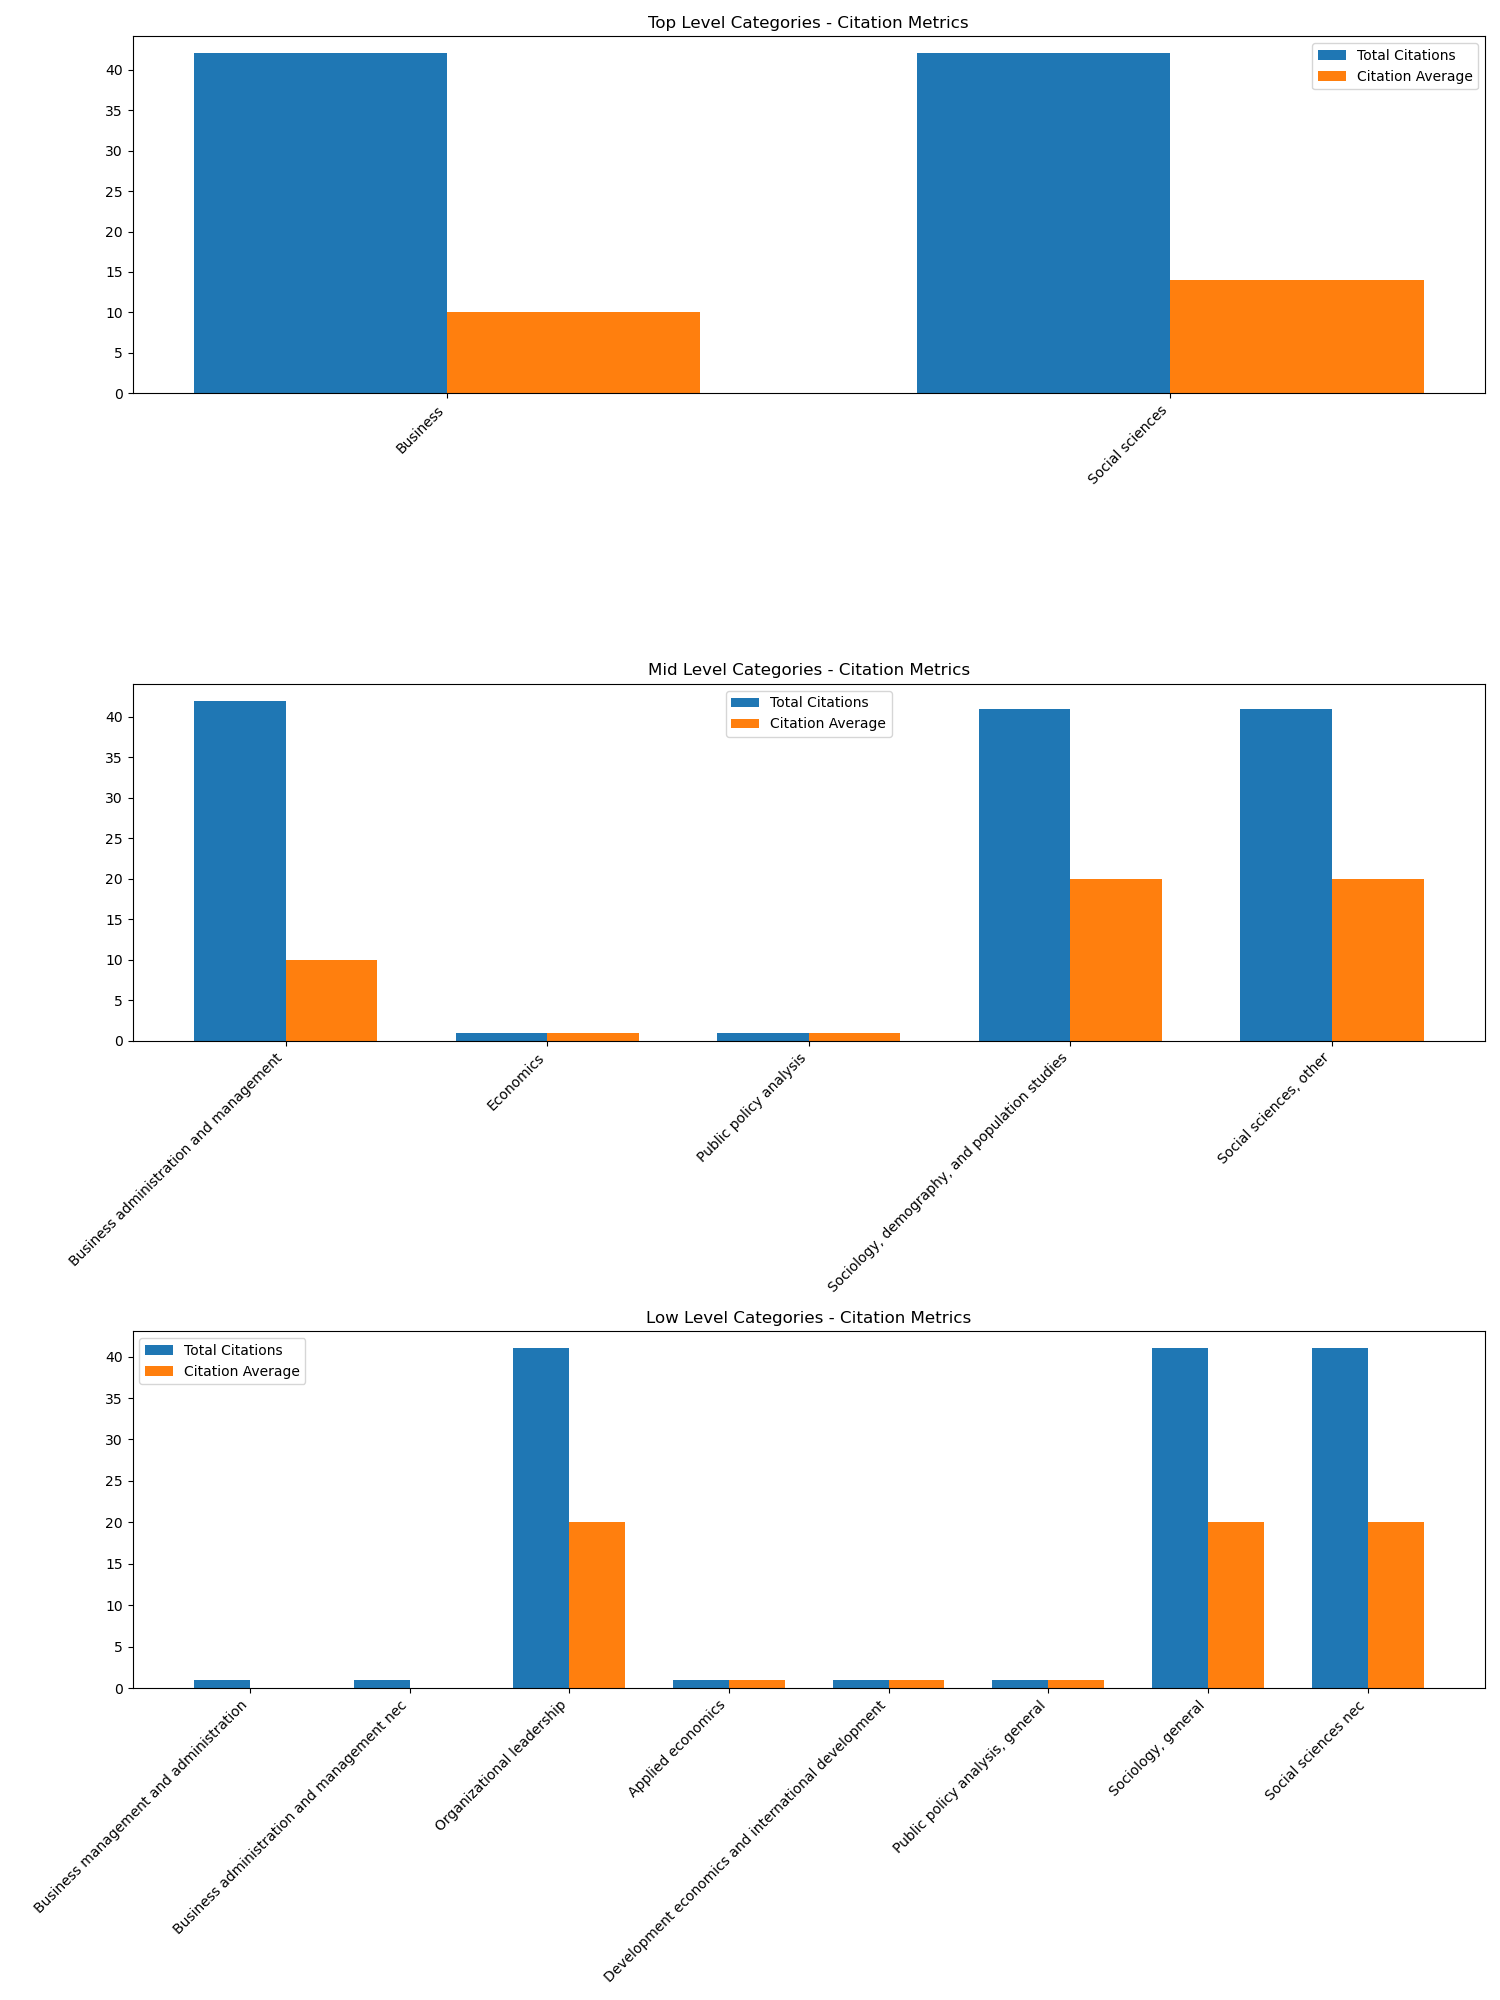 Top Level Categories - Citation Metrics
Total Citations
Citation Average
40
35
30
25
20
15
10
5
0
Business
Social sciences
Mid Level Categories - Citation Metrics
Total Citations
Citation Average
40
35
30
25
20
15
10
5
0
Business administration and management
Economics
Public policy analysis
Sociology, demography, and population studies
Social sciences, other
Low Level Categories - Citation Metrics
Total Citations
Citation Average
40
35
30
25
20
15
10
5
0
Business management and administration
Business administration and management nec
Organizational leadership
Applied economics
Development economics and international development
Public policy analysis, general
Sociology, general
Social sciences nec